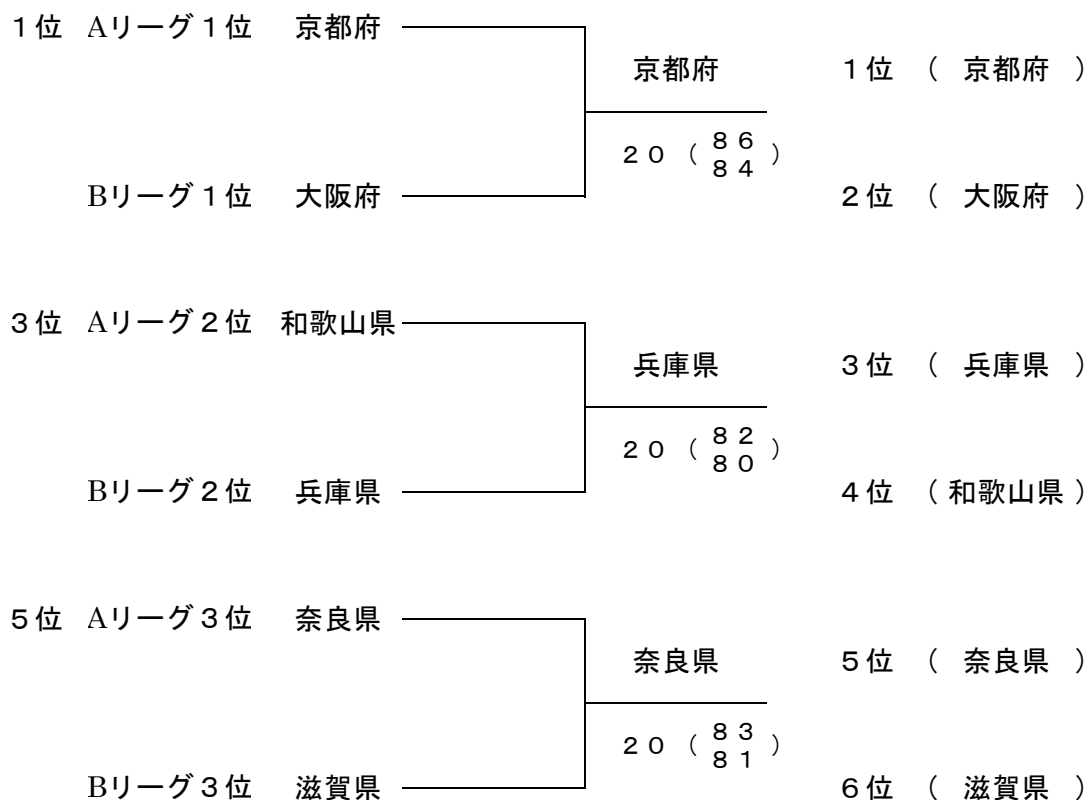 １位 Aリーグ１位 京都府
京都府 １位 （ 京都府 ）
２０ （ ８６ ）
８４
Bリーグ１位 大阪府 ２位 （ 大阪府 ）
３位 Aリーグ２位 和歌山県
兵庫県 ３位 （ 兵庫県 ）
２０ （ ８２ ）
８０
Bリーグ２位 兵庫県 ４位 （ 和歌山県 ）
５位 Aリーグ３位 奈良県
奈良県 ５位 （ 奈良県 ）
２０ （ ８３ ）
８１
Bリーグ３位 滋賀県 ６位 （ 滋賀県 ）